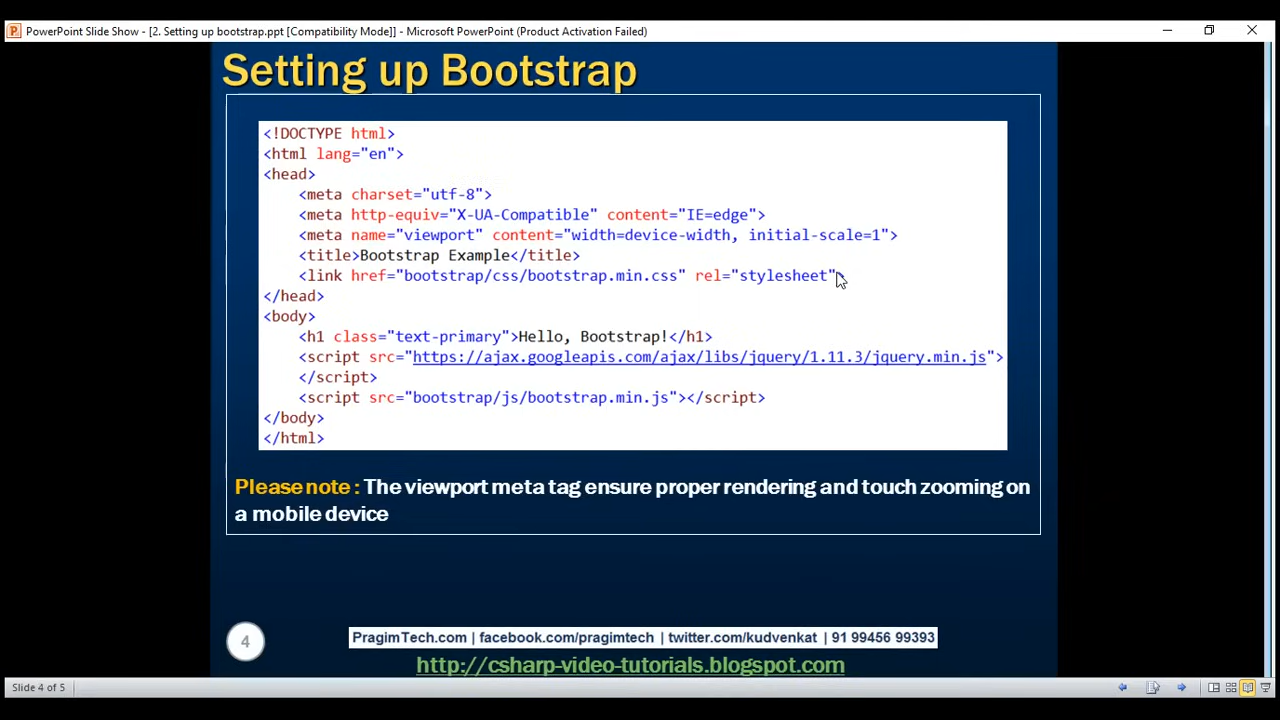 PowerPoint Slide Show - [2. Setting up bootstrap.ppt [Compatibility Mode]] - Microsoft PowerPoint (Product Activation Failed)
Setting up Bootstrap
<!DOCTYPE html>
<html lang="en">
<head>
<meta charset="utf-8">
<meta http-equiv="X-UA-Compatible" content="IE=edge">
<meta name="viewport" content="width=device-width, initial-scale=1">
<title>Bootstrap Example</title>
<link href="bootstrap/css/bootstrap.min.css" rel="stylesheet">
</head>
<body>
<h1 class="text-primary">Hello, Bootstrap!</h1>
<script src="https://ajax.googleapis.com/ajax/libs/jquery/1.11.3/jquery.min.js">
</script>
<script src="bootstrap/js/bootstrap.min.js"></script>
</body>
</html>
Please note : The viewport meta tag ensure proper rendering and touch zooming on
a mobile device
4
PragimTech.com | facebook.com/pragimtech | twitter.com/kudvenkat | 91 99456 99393
http://csharp-video-tutorials.blogspot.com
Slide 4 of 5